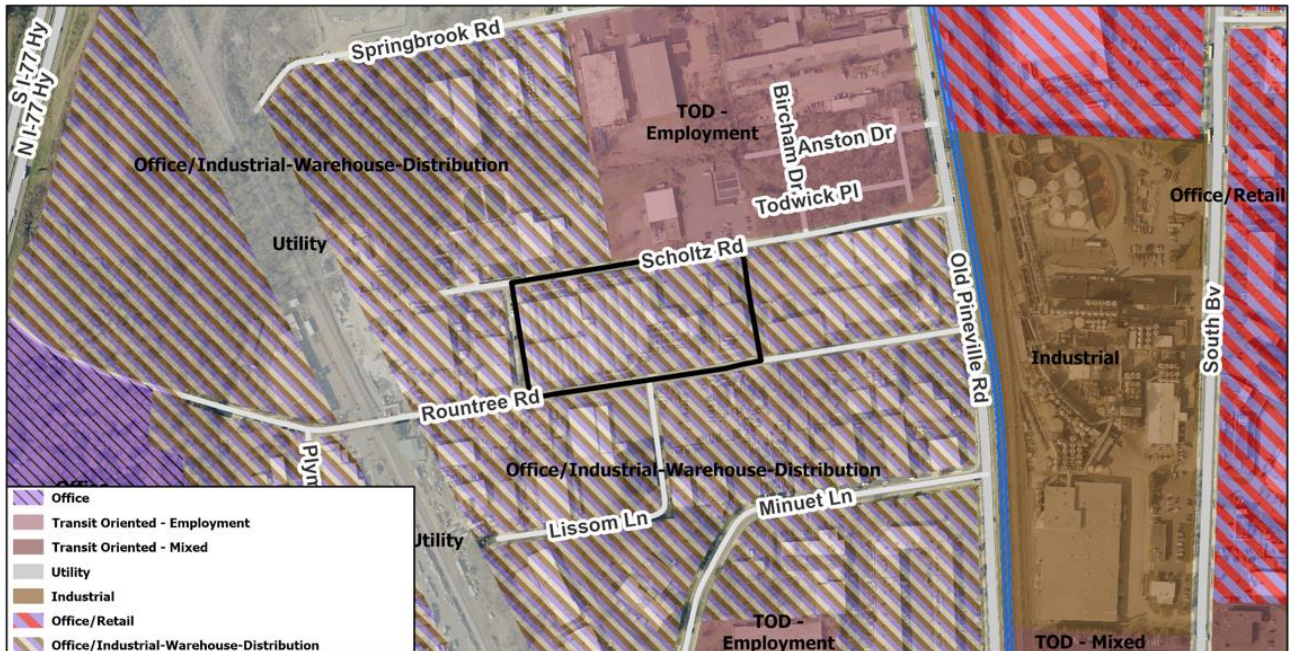 S I-77 Hy
N I-77 Hy
Springbrook Rd
TOD -
Employment
Bircham Dr
Anston Dr
Todwick Pl
Office/Industrial-Warehouse-Distribution
Office/Retail
Utility
Scholtz Rd
Old Pineville Rd
Industrial
South Bv
Rountree Rd
Office/Industrial-Warehouse-Distribution
Minuet Ln
Lissom Ln
Utility
TOD -
Employment
TOD - Mixed
Office
Transit Oriented - Employment
Transit Oriented - Mixed
Utility
Industrial
Office/Retail
Office/Industrial-Warehouse-Distribution